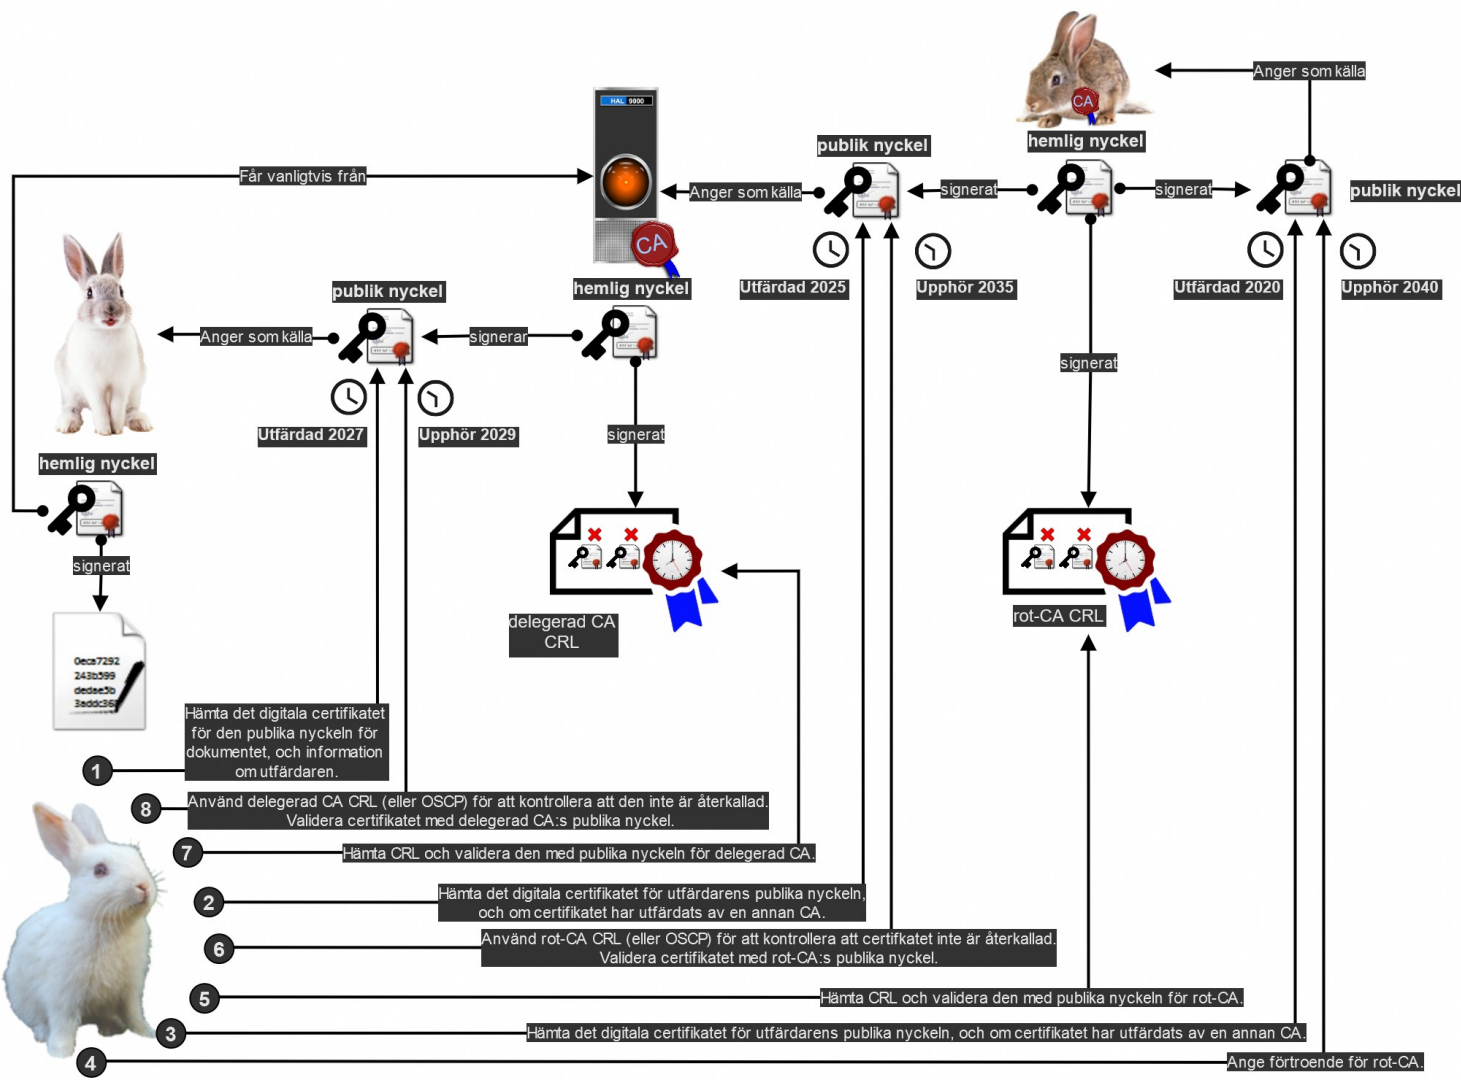 Anger som källa
HAL 9000
CA
hemlig nyckel
publik nyckel
Får vanligtvis från
Anger som källa
signerat
signerat
publik nyckel
CA
Utfärdad 2025
Upphör 2035
Utfärdad 2020
Upphör 2040
hemlig nyckel
publik nyckel
Anger som källa
signerar
signerat
Utfärdad 2027
Upphör 2029
signerat
hemlig nyckel
signerat
delegerad CA
CRL
rot-CA CRL
0eca7292
243b599
dedae5b
3addc36
Hämta det digitala certifikatet
för den publika nyckeln för
dokumentet, och information
om utfärdaren.
1
8
Använd delegerad CA CRL (eller OSCP) för att kontrollera att den inte är återkallad.
Validera certifikatet med delegerad CA:s publika nyckel.
7
Hämta CRL och validera den med publika nyckeln för delegerad CA.
2
Hämta det digitala certifikatet för utfärdarens publika nyckeln,
och om certifikatet har utfärdats av en annan CA.
6
Använd rot-CA CRL (eller OSCP) för att kontrollera att certifkatet inte är återkallad.
Validera certifikatet med rot-CA:s publika nyckel.
5
Hämta CRL och validera den med publika nyckeln för rot-CA.
3
Hämta det digitala certifikatet för utfärdarens publika nyckeln, och om certifikatet har utfärdats av en annan CA.
4
Ange förtroende för rot-CA.